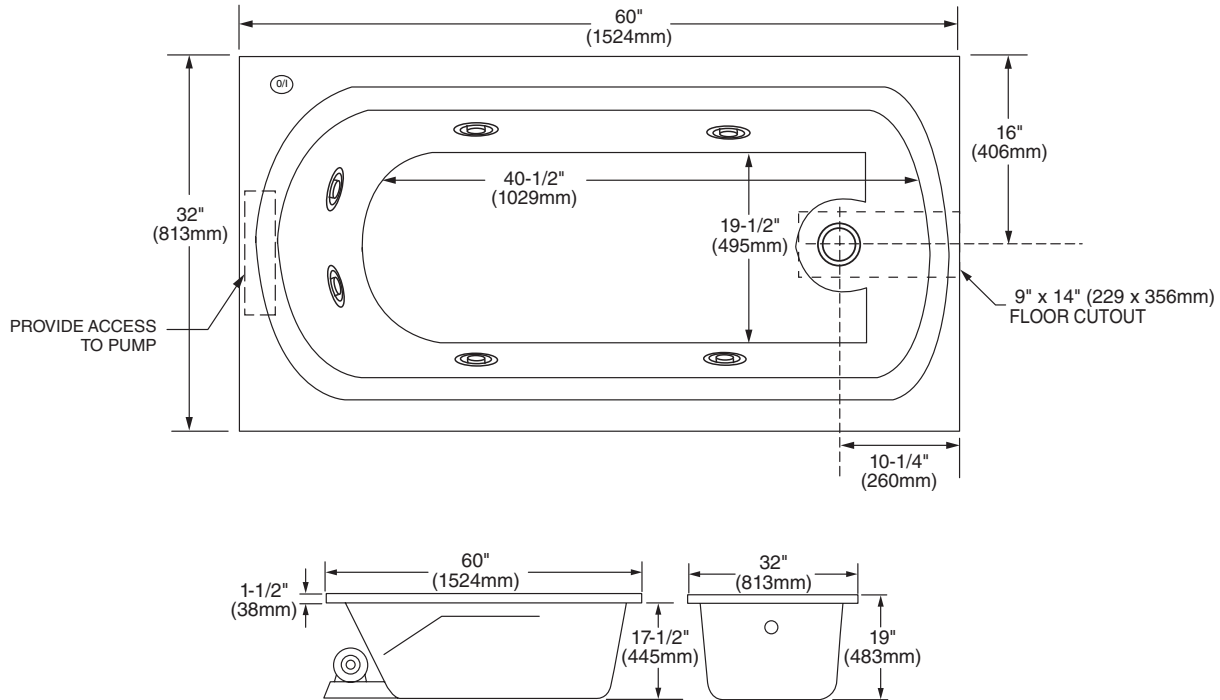 60"
(1524mm)
0/I
16"
(406mm)
40-1/2"
(1029mm)
32"
(813mm)
19-1/2"
(495mm)
9" x 14" (229 x 356mm)
FLOOR CUTOUT
PROVIDE ACCESS
TO PUMP
10-1/4"
(260mm)
60"
(1524mm)
32"
(813mm)
1-1/2"
(38mm)
17-1/2"
(445mm)
19"
(483mm)